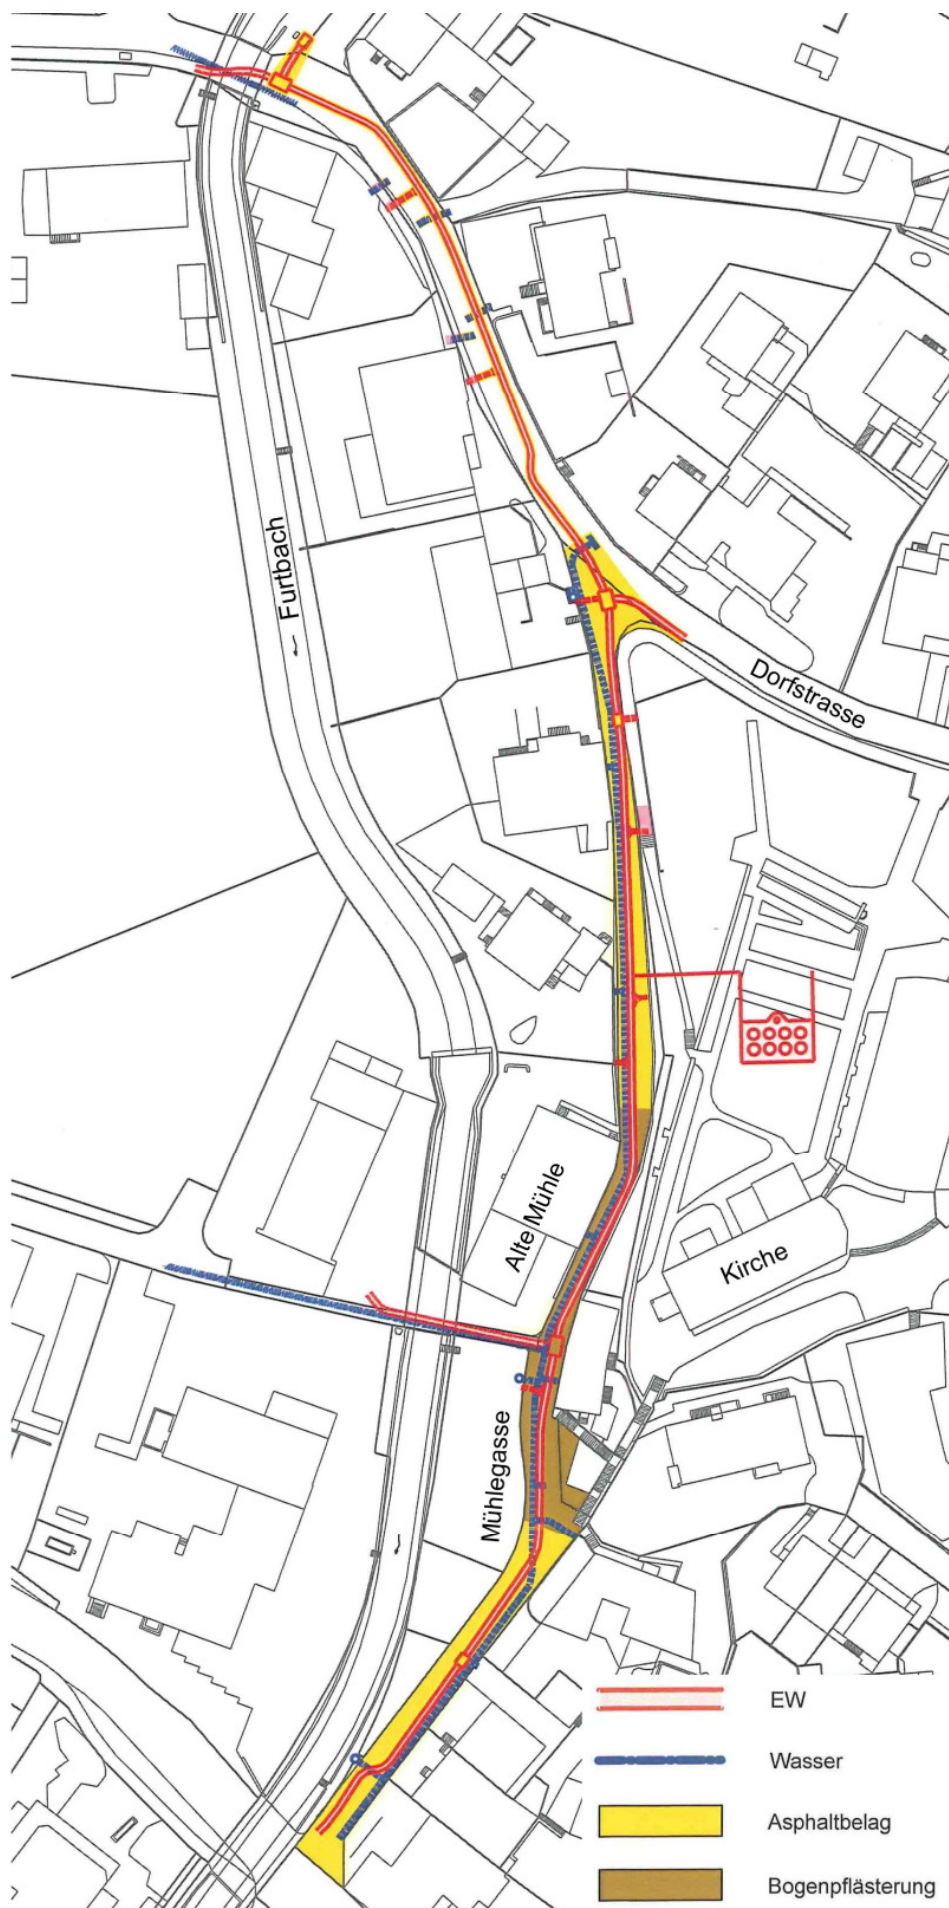 Furtbach
Dorfstrasse
Alte Mühle
Kirche
Mühlegasse
EW
Wasser
Asphaltbelag
Bogenpflästerung